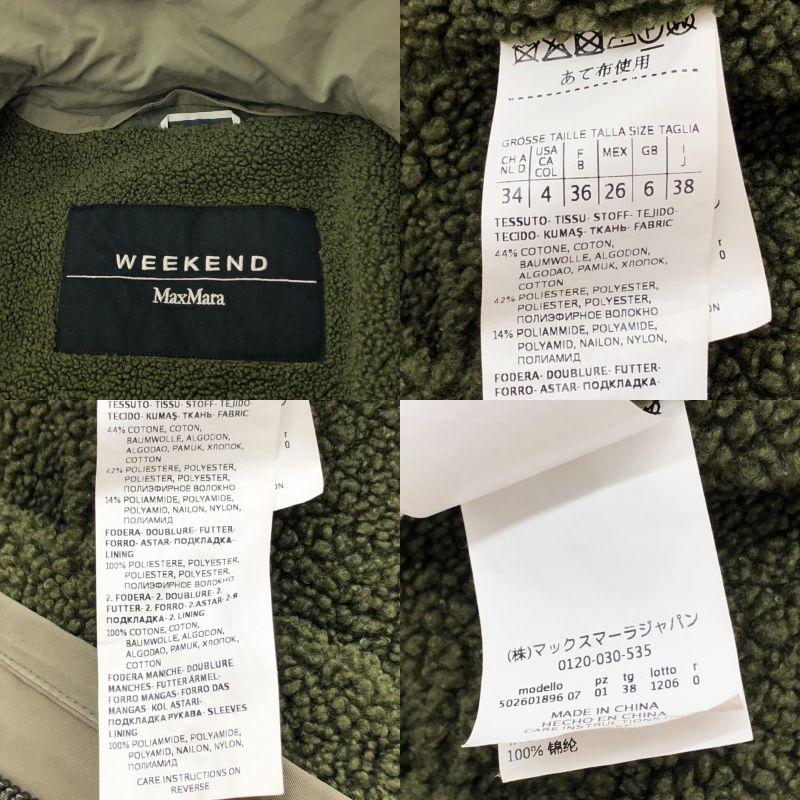 WEEKEND
MaxMara
あて布使用
GRÖSSE TAILLE TALLA SIZE TAGLIA
CH A NL D | USA CA COL | F B | MEX | GB | I J
34 | 4 | 36 | 26 | 6 | 38
TESSUTO- TISSU- STOFF- TEJIDO-
TECIDO- KUMAŞ- ТКАНЬ- FABRIC
44% COTONE, COTON,
BAUMWOLLE, ALGODON,
ALGODAO, PAMUK, ХЛОПОК,
COTTON
42% POLIESTERE, POLYESTER,
POLIESTER, POLYESTER,
ПОЛИЭФИРНОЕ ВОЛОКНО
14% POLIAMMIDE, POLYAMIDE,
POLYAMID, NAILON, NYLON,
ПОЛИАМИД
FODERA- DOUBLURE- FUTTER-
FORRO- ASTAR- ПОДКЛАДКА-
r
0
ON
TESSUTO- TISSU- STOFF- TEJIDO-
TECIDO- KUMAŞ- ТКАНЬ- FABRIC
44% COTONE, COTON,
BAUMWOLLE, ALGODON,
ALGODAO, PAMUK, ХЛОПОК,
COTTON
42% POLIESTERE, POLYESTER,
POLIESTER, POLYESTER,
ПОЛИЭФИРНОЕ ВОЛОКНО
14% POLIAMMIDE, POLYAMIDE,
POLYAMID, NAILON, NYLON,
ПОЛИАМИД
FODERA- DOUBLURE- FUTTER-
FORRO- ASTAR- ПОДКЛАДКА-
LINING
100% POLIESTERE, POLYESTER,
POLIESTER, POLYESTER,
ПОЛИЭФИРНОЕ ВОЛОКНО
2. FODERA- 2. DOUBLURE- 2.
FUTTER- 2. FORRO- 2.ASTAR- 2-Я
ПОДКЛАДКА- 2. LINING
100% COTONE, COTON,
BAUMWOLLE, ALGODON,
ALGODAO, PAMUK, ХЛОПОК,
COTTON
FODERA MANICHE- DOUBLURE
MANCHES- FUTTER ÄRMEL-
FORRO MANGAS- FORRO DAS
MANGAS- KOL ASTARI-
ПОДКЛАДКА РУКАВА- SLEEVES
LINING
100% POLIAMMIDE, POLYAMIDE,
POLYAMID, NAILON, NYLON,
ПОЛИАМИД
CARE INSTRUCTIONS ON
REVERSE
r
0
ON
(株)マックスマーラジャパン
0120-030-535
modello pz tg lotto r
502601896 07 01 38 1206 0
MADE IN CHINA
HECHO EN CHINA
CARE INSTRUCTIONS O
100% 锦纶